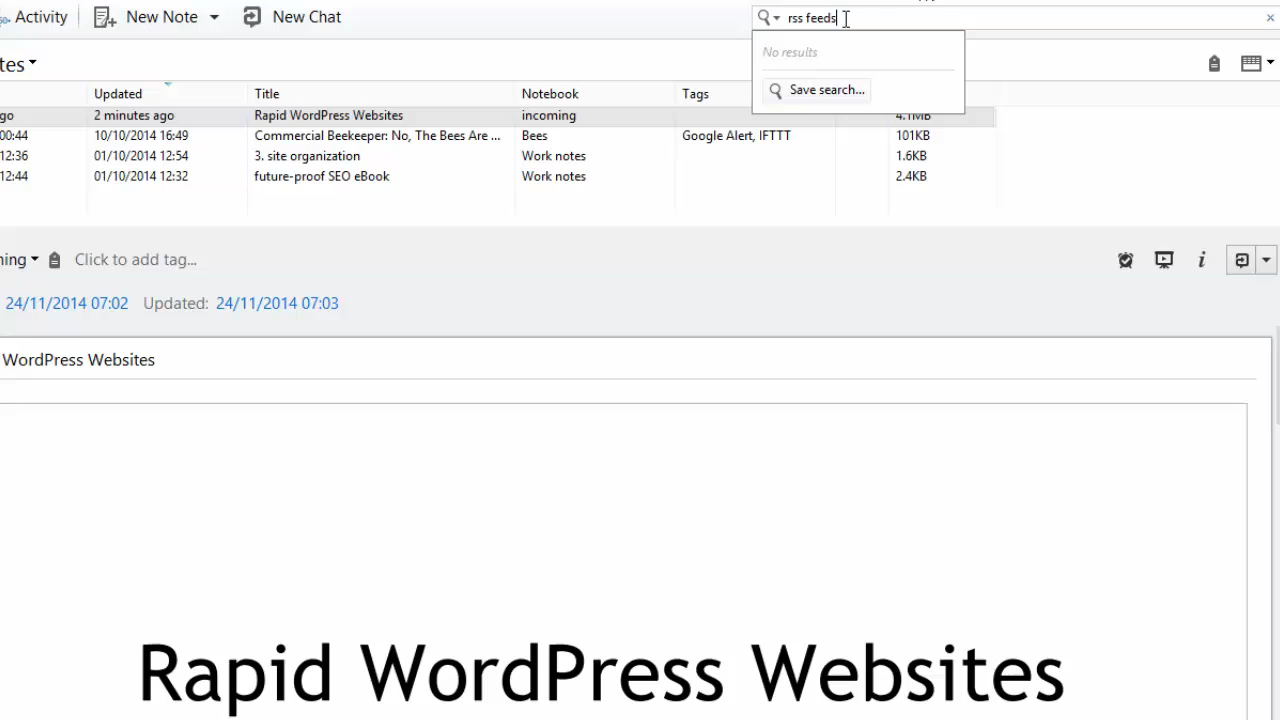 Activity New Note New Chat rss feeds
No results
Save search...
tes
Updated Title Notebook Tags
go 2 minutes ago Rapid WordPress Websites incoming 4.1MB
00:44 10/10/2014 16:49 Commercial Beekeeper: No, The Bees Are ... Bees Google Alert, IFTTT 101KB
12:36 01/10/2014 12:54 3. site organization Work notes 1.6KB
12:44 01/10/2014 12:32 future-proof SEO eBook Work notes 2.4KB
ning Click to add tag...
24/11/2014 07:02 Updated: 24/11/2014 07:03
WordPress Websites
Rapid WordPress Websites